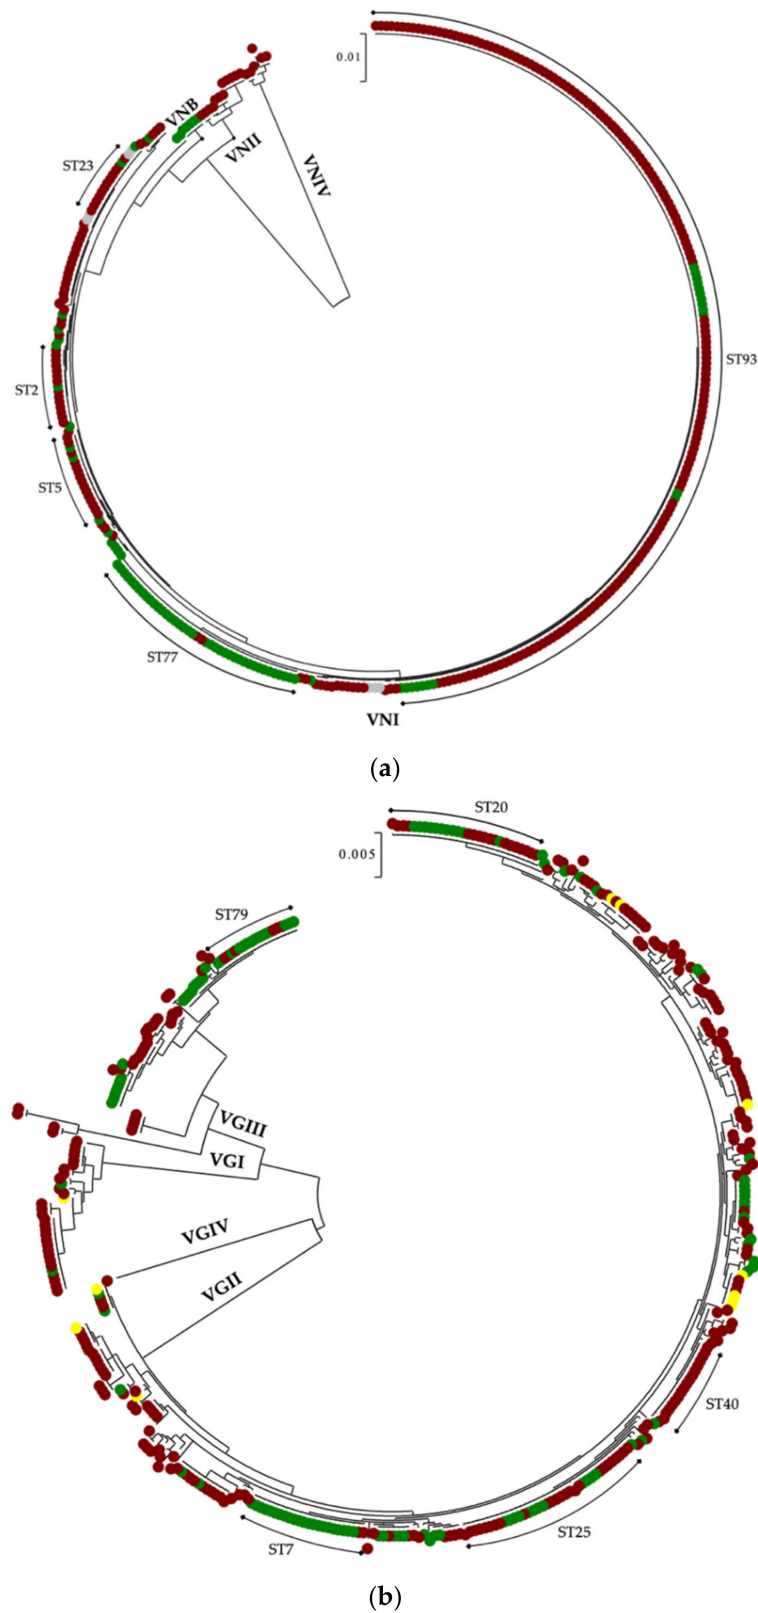 0.01
VNB
ST23
VNII
VNIV
ST93
ST2
ST5
ST77
VNI
(a)
ST20
0.005
ST79
VGIII
VGI
VGIV
VGII
ST40
ST25
ST7
(b)